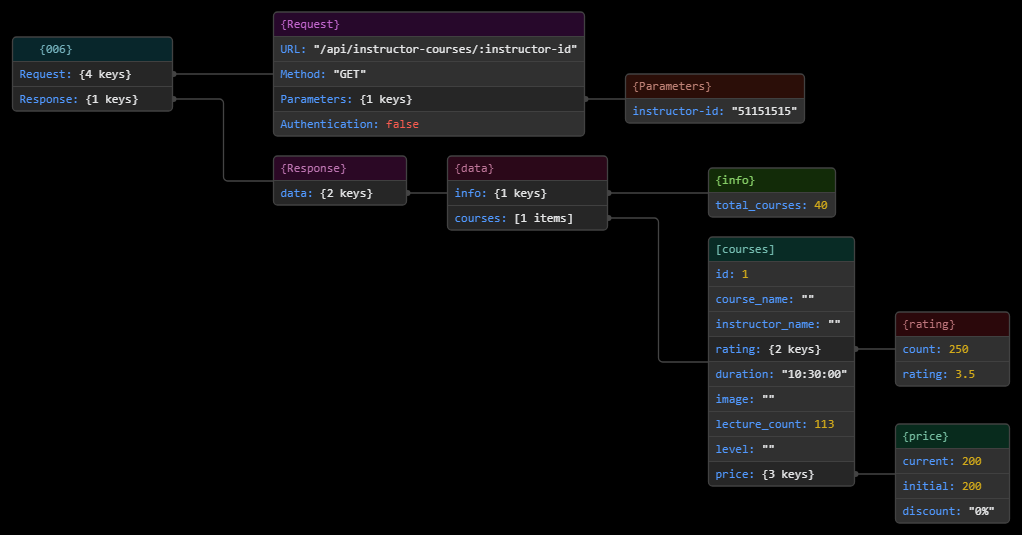 {006}
Request: {4 keys}
Response: {1 keys}
{Request}
URL: "/api/instructor-courses/:instructor-id"
Method: "GET"
Parameters: {1 keys}
Authentication: false
{Parameters}
instructor-id: "51151515"
{Response}
data: {2 keys}
{data}
info: {1 keys}
courses: [1 items]
{info}
total_courses: 40
[courses]
id: 1
course_name: ""
instructor_name: ""
rating: {2 keys}
duration: "10:30:00"
image: ""
lecture_count: 113
level: ""
price: {3 keys}
{rating}
count: 250
rating: 3.5
{price}
current: 200
initial: 200
discount: "0%"